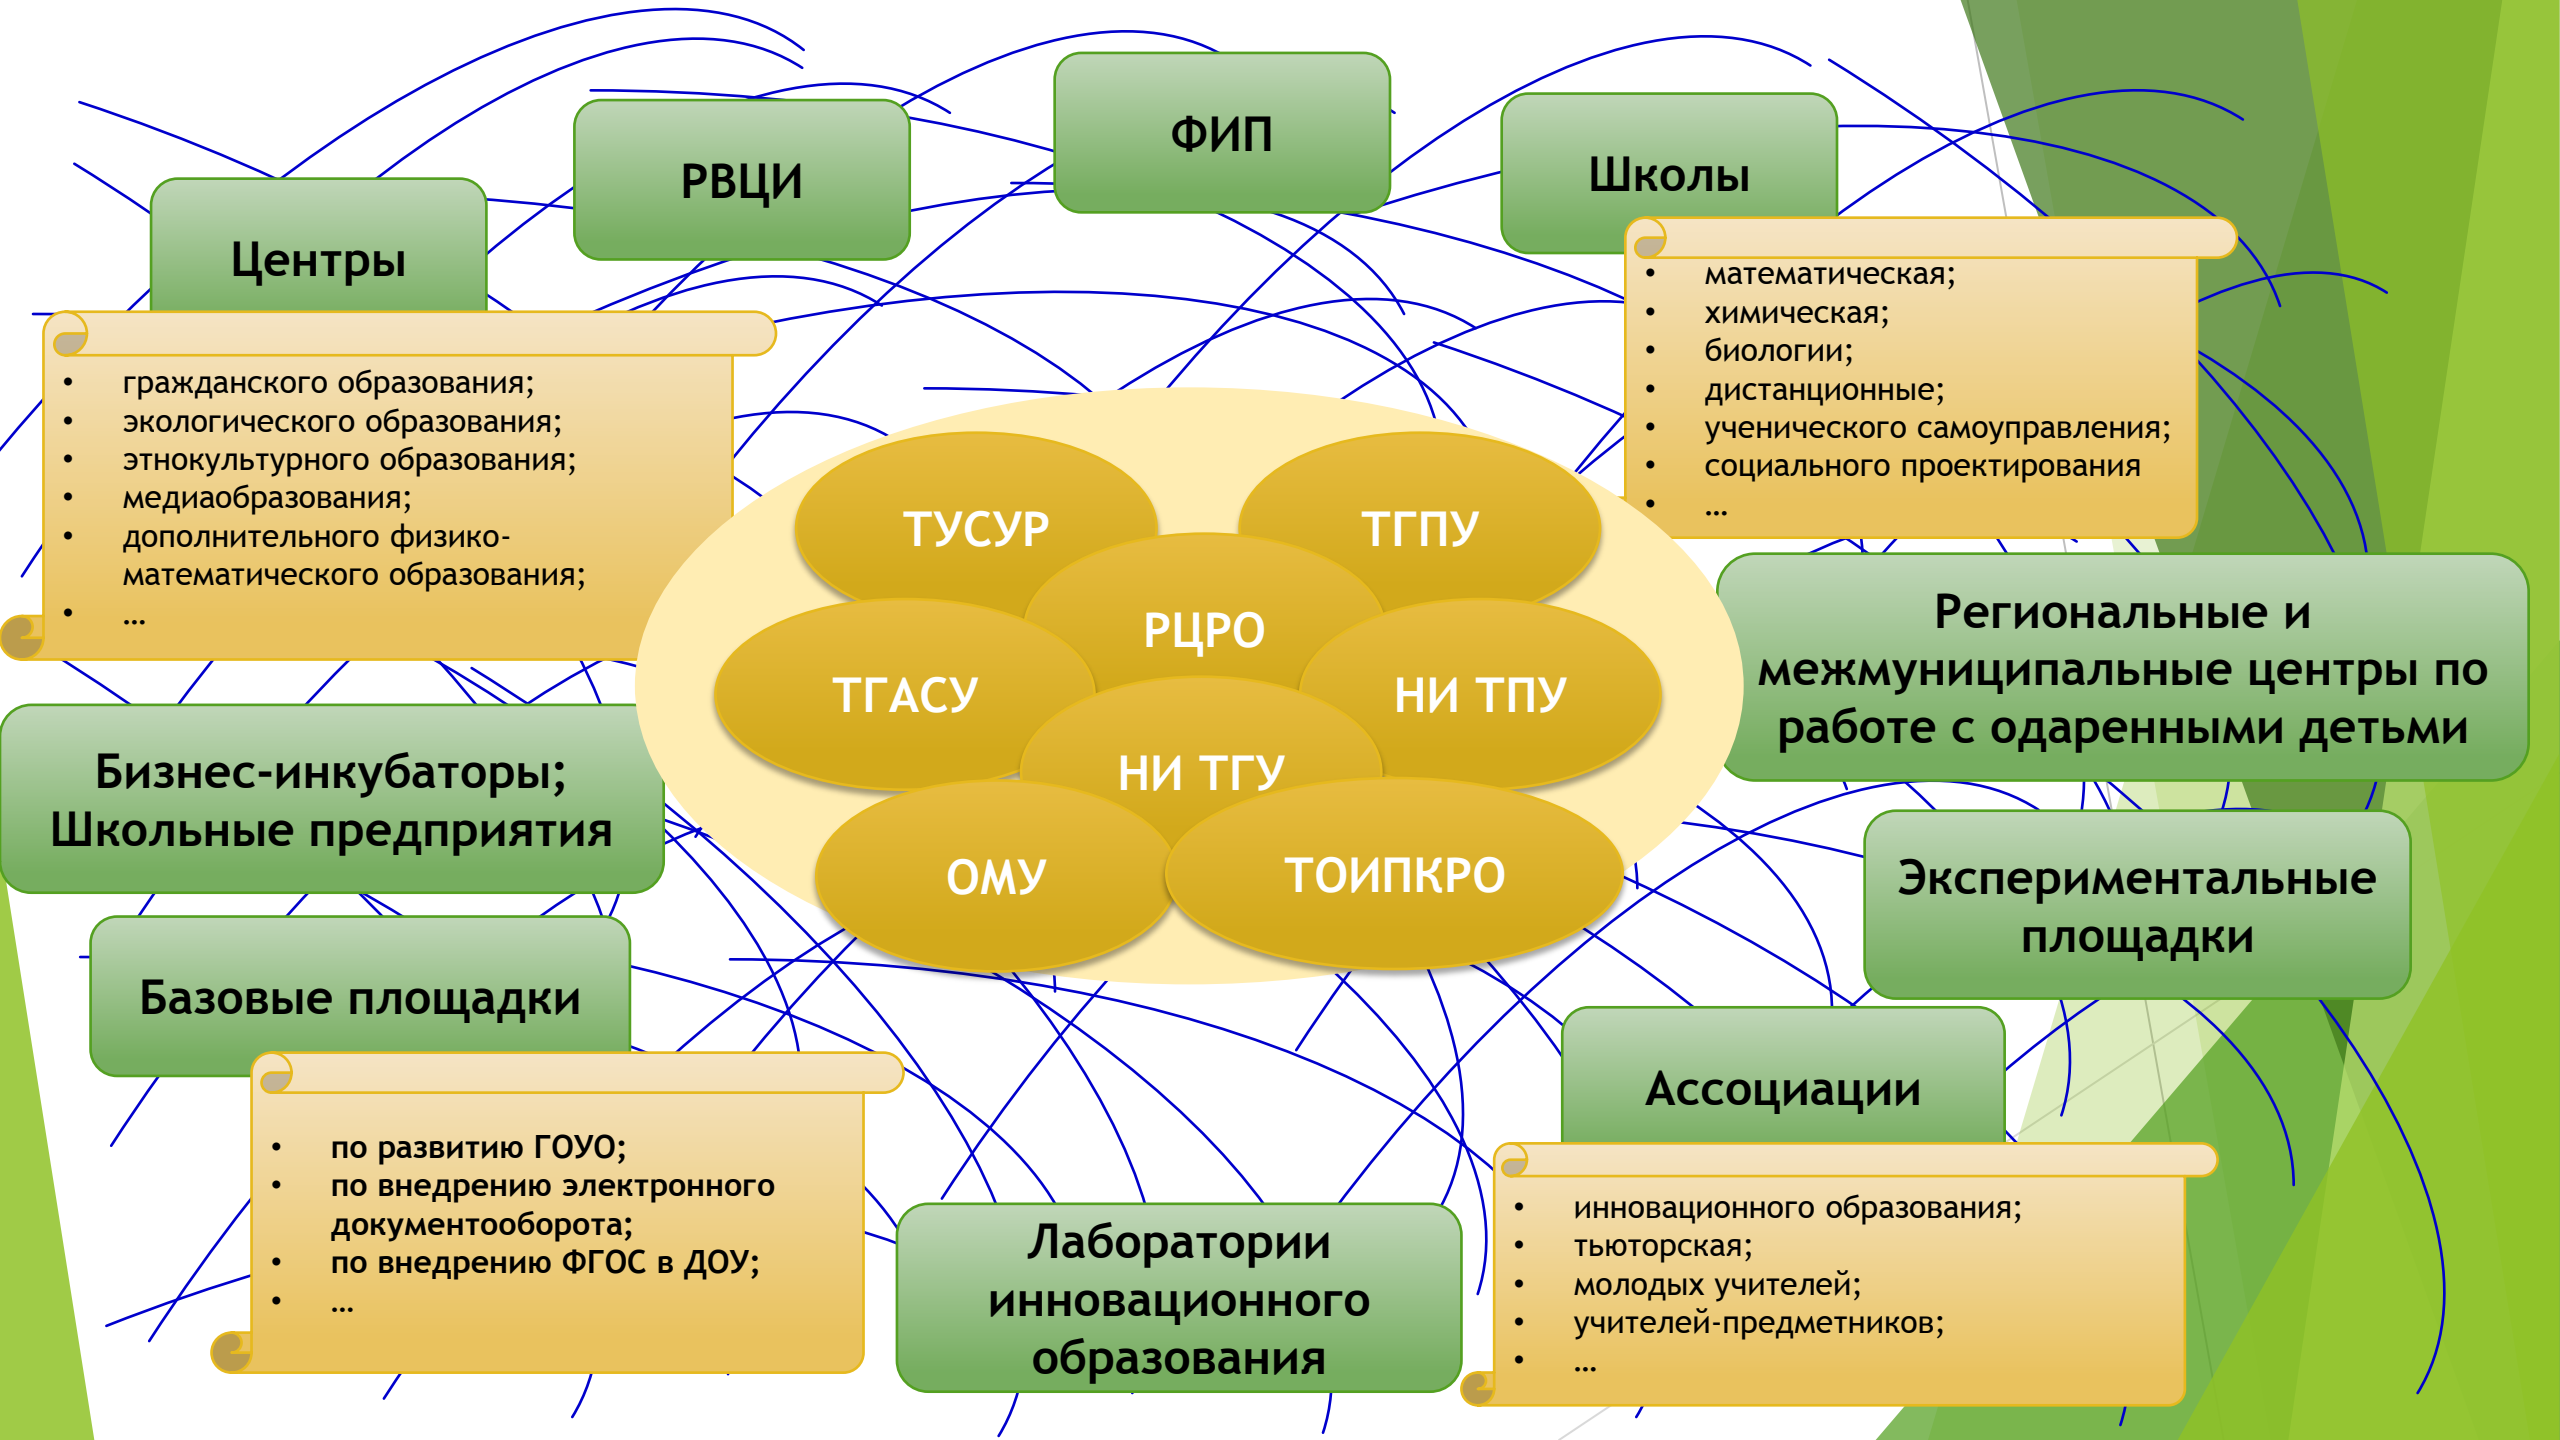 ФИП
РВЦИ
Школы
Центры
• математическая;
• химическая;
• биологии;
• дистанционные;
• ученического самоуправления;
• социального проектирования
• …
• гражданского образования;
• экологического образования;
• этнокультурного образования;
• медиаобразования;
• дополнительного физико-
математического образования;
• …
ТУСУР
ТГПУ
РЦРО
ТГАСУ
НИ ТПУ
НИ ТГУ
ОМУ
ТОИПКРО
Региональные и
межмуниципальные центры по
работе с одаренными детьми
Бизнес-инкубаторы;
Школьные предприятия
Экспериментальные
площадки
Базовые площадки
• по развитию ГОУО;
• по внедрению электронного
документооборота;
• по внедрению ФГОС в ДОУ;
• …
Ассоциации
• инновационного образования;
• тьюторская;
• молодых учителей;
• учителей-предметников;
• …
Лаборатории
инновационного
образования